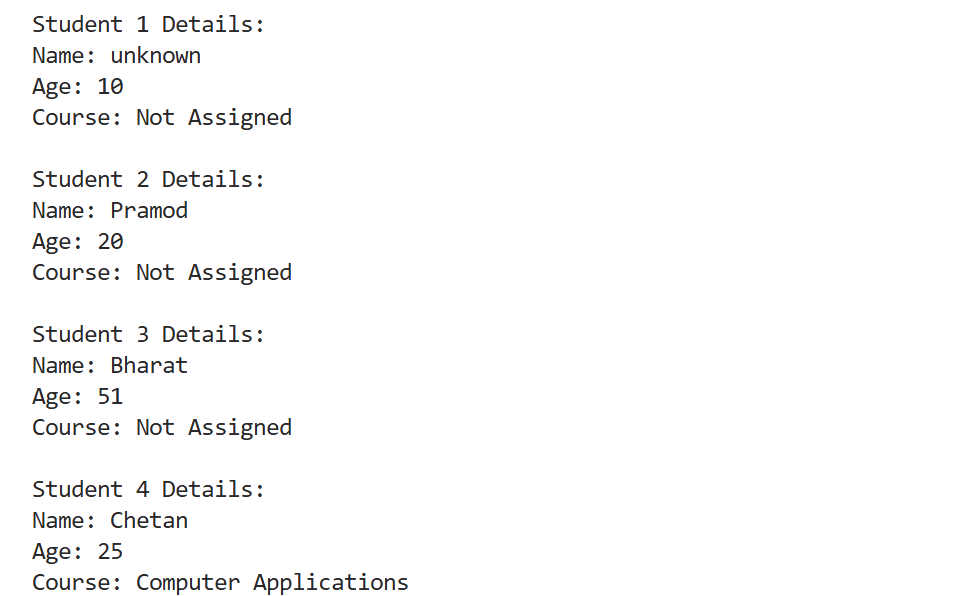 Student 1 Details:
Name: unknown
Age: 10
Course: Not Assigned
Student 2 Details:
Name: Pramod
Age: 20
Course: Not Assigned
Student 3 Details:
Name: Bharat
Age: 51
Course: Not Assigned
Student 4 Details:
Name: Chetan
Age: 25
Course: Computer Applications